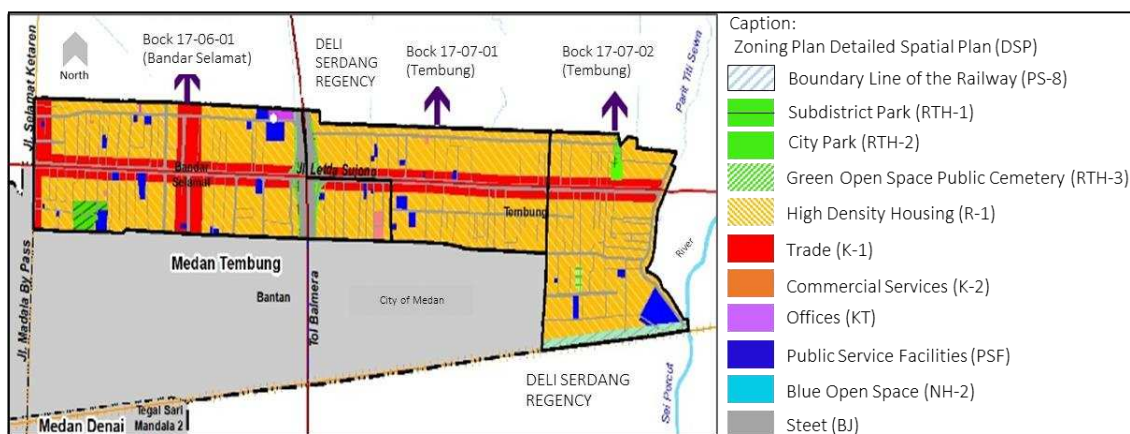 Bock 17-06-01
(Bandar Selamat)
DELI
SERDANG
REGENCY
Bock 17-07-01
(Tembung)
Bock 17-07-02
(Tembung)
North
Jl. Selamat Ketaren
Parit Titi Sewa
Jl. Letda Sujono
Bandar
Selamat
Tembung
River
Medan Tembung
Bantan
City of Medan
Jl. Madala By Pass
Tol Balmera
DELI SERDANG
REGENCY
Sei Percut
Tegal Sari
Mandala 2
Medan Denai
Caption:
Zoning Plan Detailed Spatial Plan (DSP)
Boundary Line of the Railway (PS-8)
Subdistrict Park (RTH-1)
City Park (RTH-2)
Green Open Space Public Cemetery (RTH-3)
High Density Housing (R-1)
Trade (K-1)
Commercial Services (K-2)
Offices (KT)
Public Service Facilities (PSF)
Blue Open Space (NH-2)
Steet (BJ)